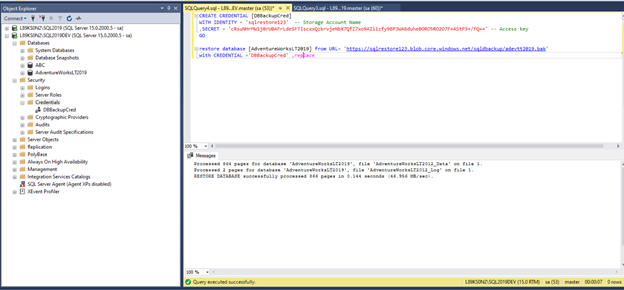 Object Explorer
Connect
L89KS0N2\SQL2019 (SQL Server 15.0.2000.5 - sa)
L89KS0N2\SQL2019DEV (SQL Server 15.0.2000.5 - sa)
Databases
System Databases
Database Snapshots
ABC
AdventureWorksLT2019
Security
Logins
Server Roles
Credentials
DBBackupCred
Cryptographic Providers
Audits
Server Audit Specifications
Server Objects
Replication
PolyBase
Always On High Availability
Management
Integration Services Catalogs
SQL Server Agent (Agent XPs disabled)
XEvent Profiler
SQLQuery4.sql - L89...EV.master (sa (53))*
SQLQuery3.sql - L89...19.master (sa (60))*
CREATE CREDENTIAL [DBBackupCred]
WITH IDENTITY = 'sqlrestore123' -- Storage Account Name
,SECRET = -- Access key
GO
restore database [AdventureWorksLT2019] from URL= 'https://sqlrestore123.blob.core.windows.net/sqldbackup/adevtt2019.bak'
with CREDENTIAL ='DBBackupCred' ,replace
100 %
Messages
Processed 864 pages for database 'AdventureWorksLT2019', file 'AdventureWorksLT2012_Data' on file 1.
Processed 2 pages for database 'AdventureWorksLT2019', file 'AdventureWorksLT2012_Log' on file 1.
RESTORE DATABASE successfully processed 866 pages in 0.144 seconds (46.956 MB/sec).
100 %
Query executed successfully.
L89KS0N2\SQL2019DEV (15.0 RTM)
sa (53)
master
00:00:07
0 rows